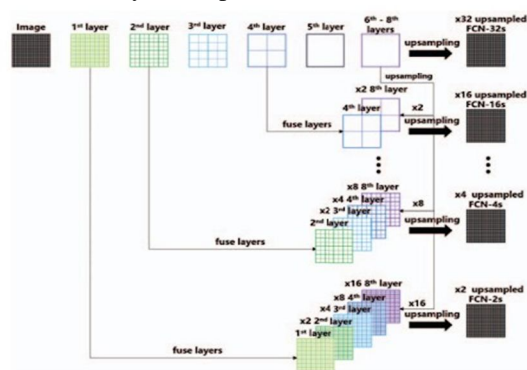 Image
1st layer
2nd layer
3rd layer
4th layer
5th layer
6th - 8th
layers
x32 upsampled
FCN-32s
upsampling
upsampling
x2 8th layer
4th layer
x2
x16 upsampled
FCN-16s
upsampling
fuse layers
x8 8th layer
x4 4th layer
x2 3rd layer
2nd layer
x8
x4 upsampled
FCN-4s
upsampling
fuse layers
x16 8th layer
x8 4th layer
x4 3rd layer
x2 2nd layer
1st layer
x16
x2 upsampled
FCN-2s
upsampling
fuse layers